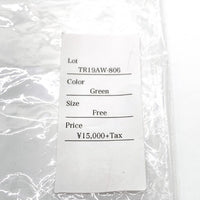 Lot
TR19AW-806
Color
Green
Size
Free
Price
¥15,000+Tax